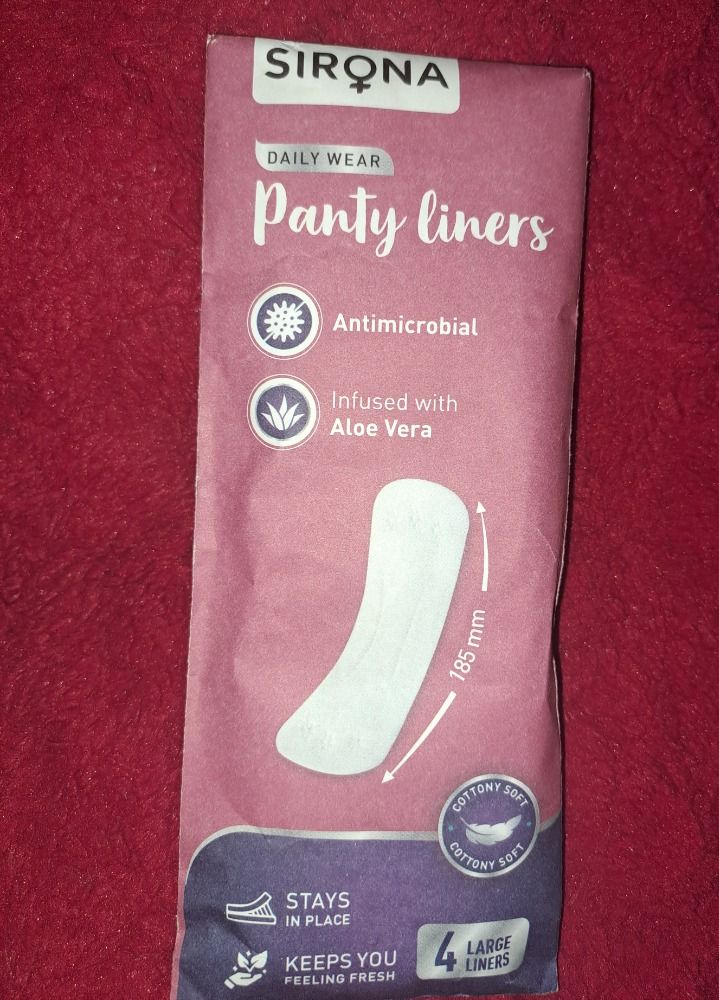 SIRONA
DAILY WEAR
Panty liners
Antimicrobial
Infused with
Aloe Vera
185 mm
COTTONY SOFT
COTTONY SOFT
STAYS
IN PLACE
KEEPS YOU
FEELING FRESH
4 LARGE
LINERS